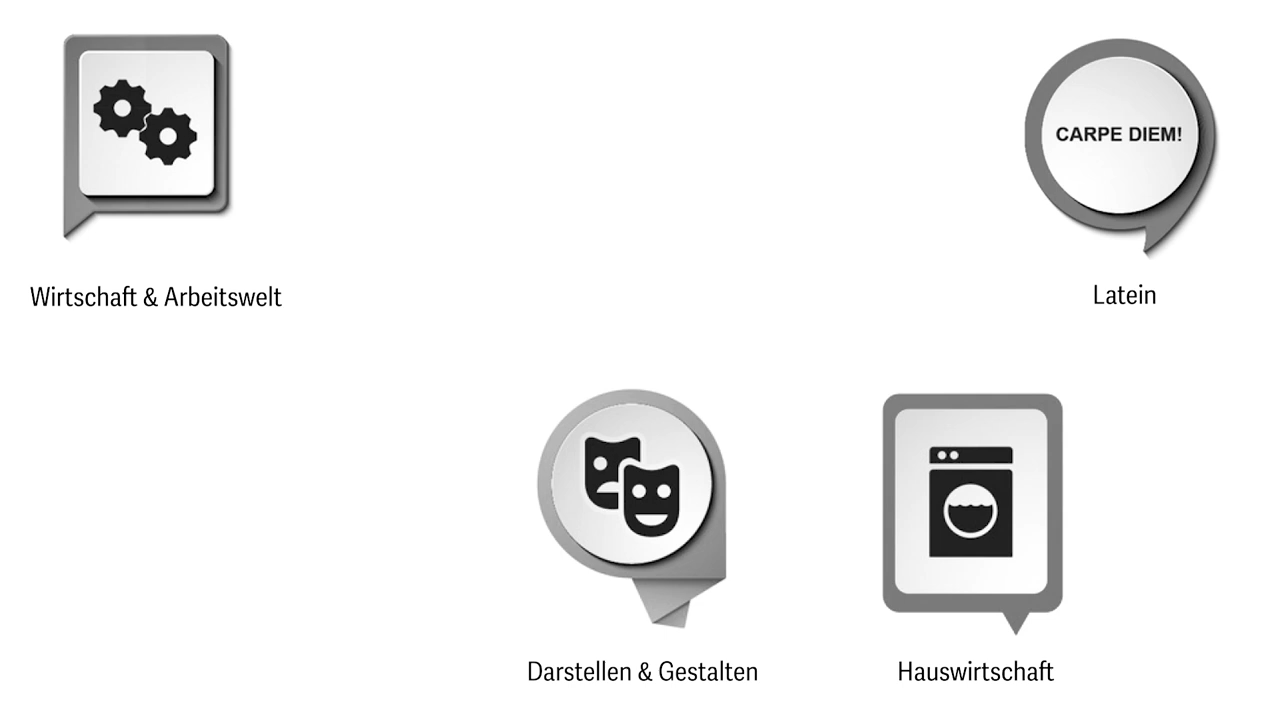 CARPE DIEM!
Wirtschaft & Arbeitswelt
Latein
Darstellen & Gestalten
Hauswirtschaft